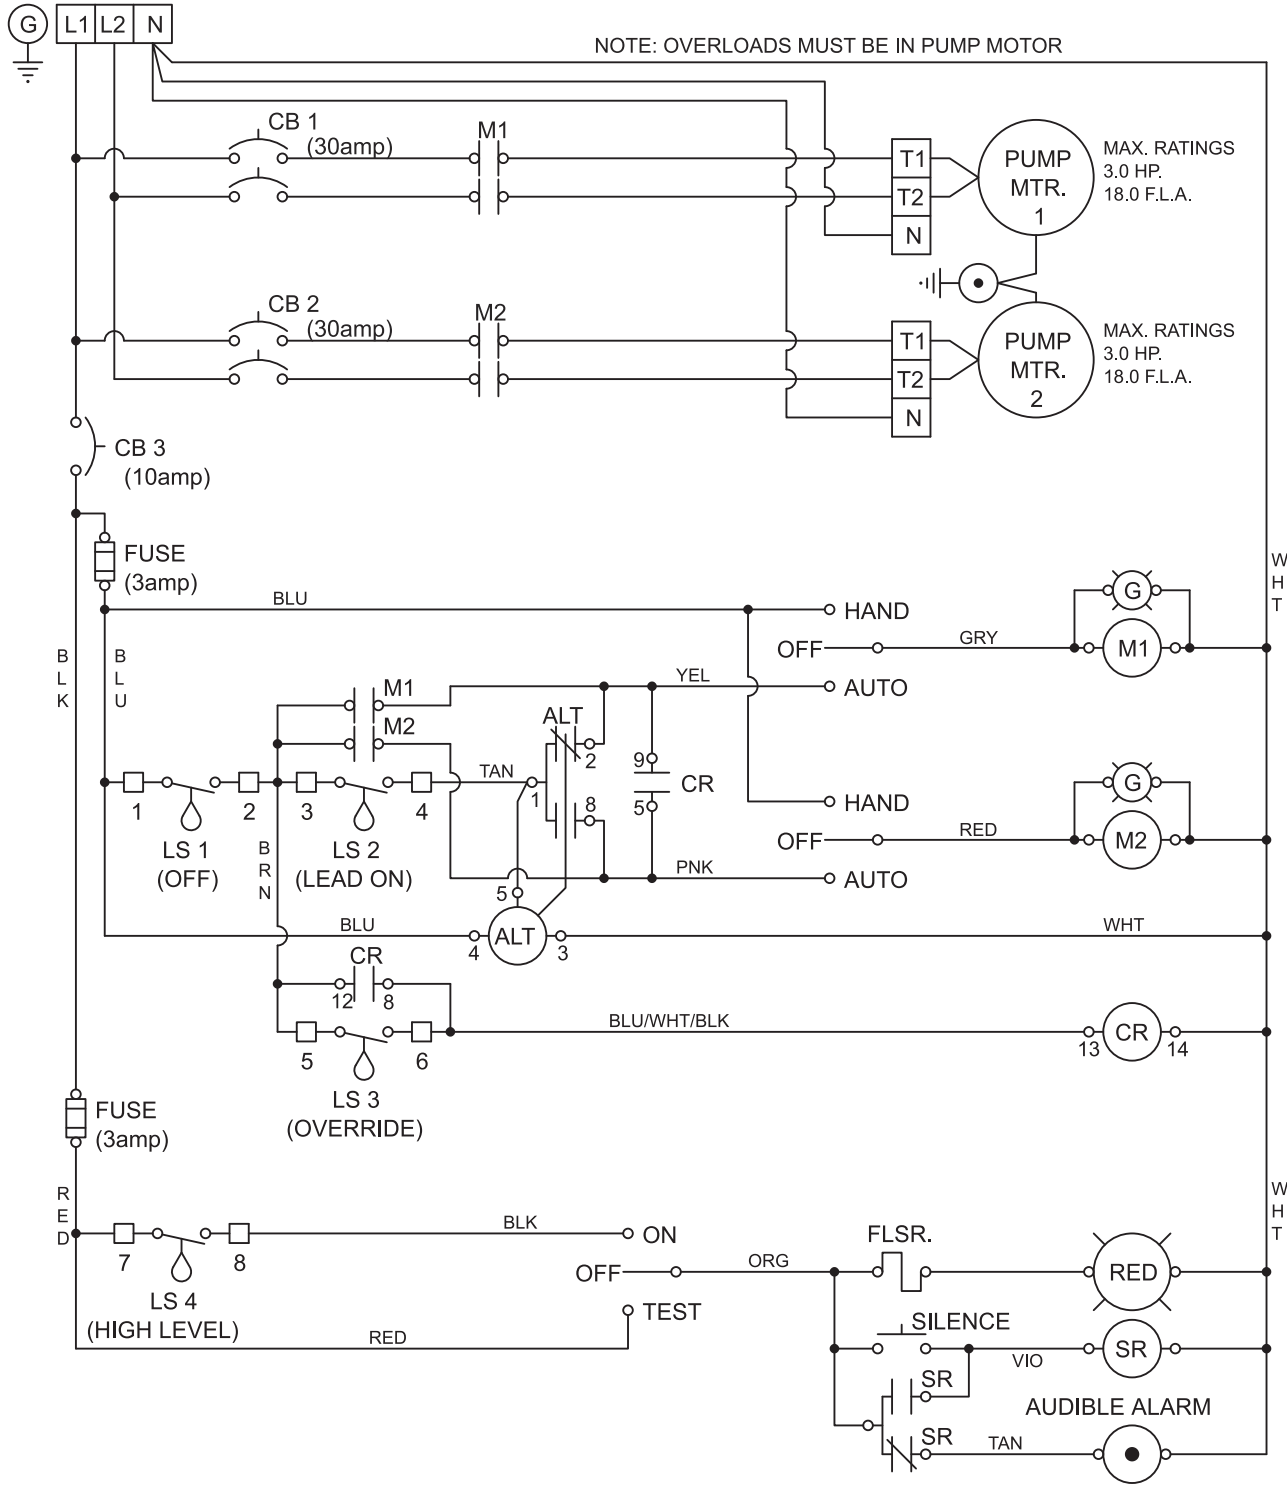 G L1 L2 N
NOTE: OVERLOADS MUST BE IN PUMP MOTOR
CB 1
(30amp)
M1
T1
T2
N
PUMP
MTR.
1
MAX. RATINGS
3.0 HP.
18.0 F.L.A.
CB 2
(30amp)
M2
T1
T2
N
PUMP
MTR.
2
MAX. RATINGS
3.0 HP.
18.0 F.L.A.
CB 3
(10amp)
FUSE
(3amp)
WHT
BLU
HAND
G
OFF
GRY
M1
BLK
BLU
M1
YEL
AUTO
M2
ALT
2
9
CR
5
TAN
1
8
1
2
3
4
LS 1
(OFF)
BRN
LS 2
(LEAD ON)
HAND
G
OFF
RED
M2
PNK
AUTO
5
BLU
4
ALT
3
WHT
CR
12
8
5
6
BLU/WHT/BLK
13
CR
14
LS 3
(OVERRIDE)
FUSE
(3amp)
RED
WHT
7
8
BLK
ON
LS 4
(HIGH LEVEL)
OFF
ORG
FLSR.
RED
TEST
RED
SILENCE
VIO
SR
SR
AUDIBLE ALARM
SR
TAN